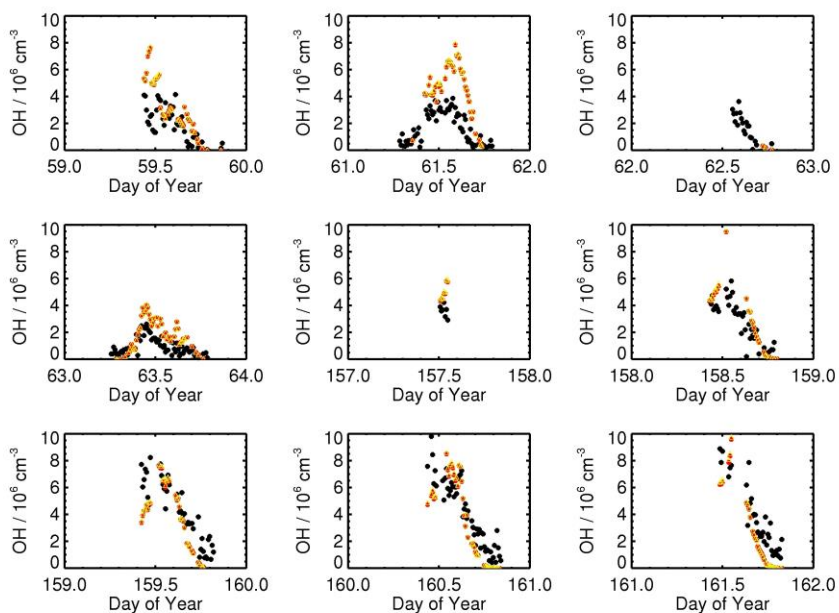 OH / 10⁶ cm⁻³
10
8
6
4
2
0
59.0 59.5 60.0
Day of Year
OH / 10⁶ cm⁻³
10
8
6
4
2
0
61.0 61.5 62.0
Day of Year
OH / 10⁶ cm⁻³
10
8
6
4
2
0
62.0 62.5 63.0
Day of Year
OH / 10⁶ cm⁻³
10
8
6
4
2
0
63.0 63.5 64.0
Day of Year
OH / 10⁶ cm⁻³
10
8
6
4
2
0
157.0 157.5 158.0
Day of Year
OH / 10⁶ cm⁻³
10
8
6
4
2
0
158.0 158.5 159.0
Day of Year
OH / 10⁶ cm⁻³
10
8
6
4
2
0
159.0 159.5 160.0
Day of Year
OH / 10⁶ cm⁻³
10
8
6
4
2
0
160.0 160.5 161.0
Day of Year
OH / 10⁶ cm⁻³
10
8
6
4
2
0
161.0 161.5 162.0
Day of Year